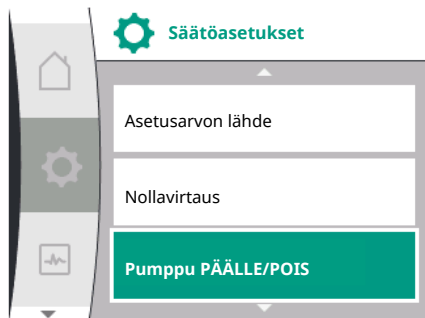 Säätöasetukset
Asetusarvon lähde
Nollavirtaus
Pumppu PÄÄLLE/POIS